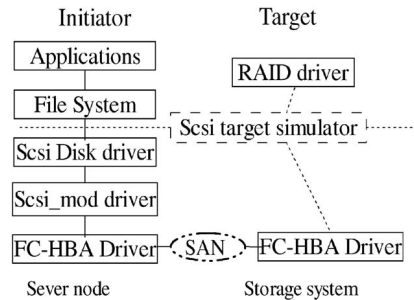 Initiator
Target
Applications
RAID driver
File System
Scsi target simulator
Scsi Disk driver
Scsi_mod driver
FC-HBA Driver
SAN
FC-HBA Driver
Sever node
Storage system